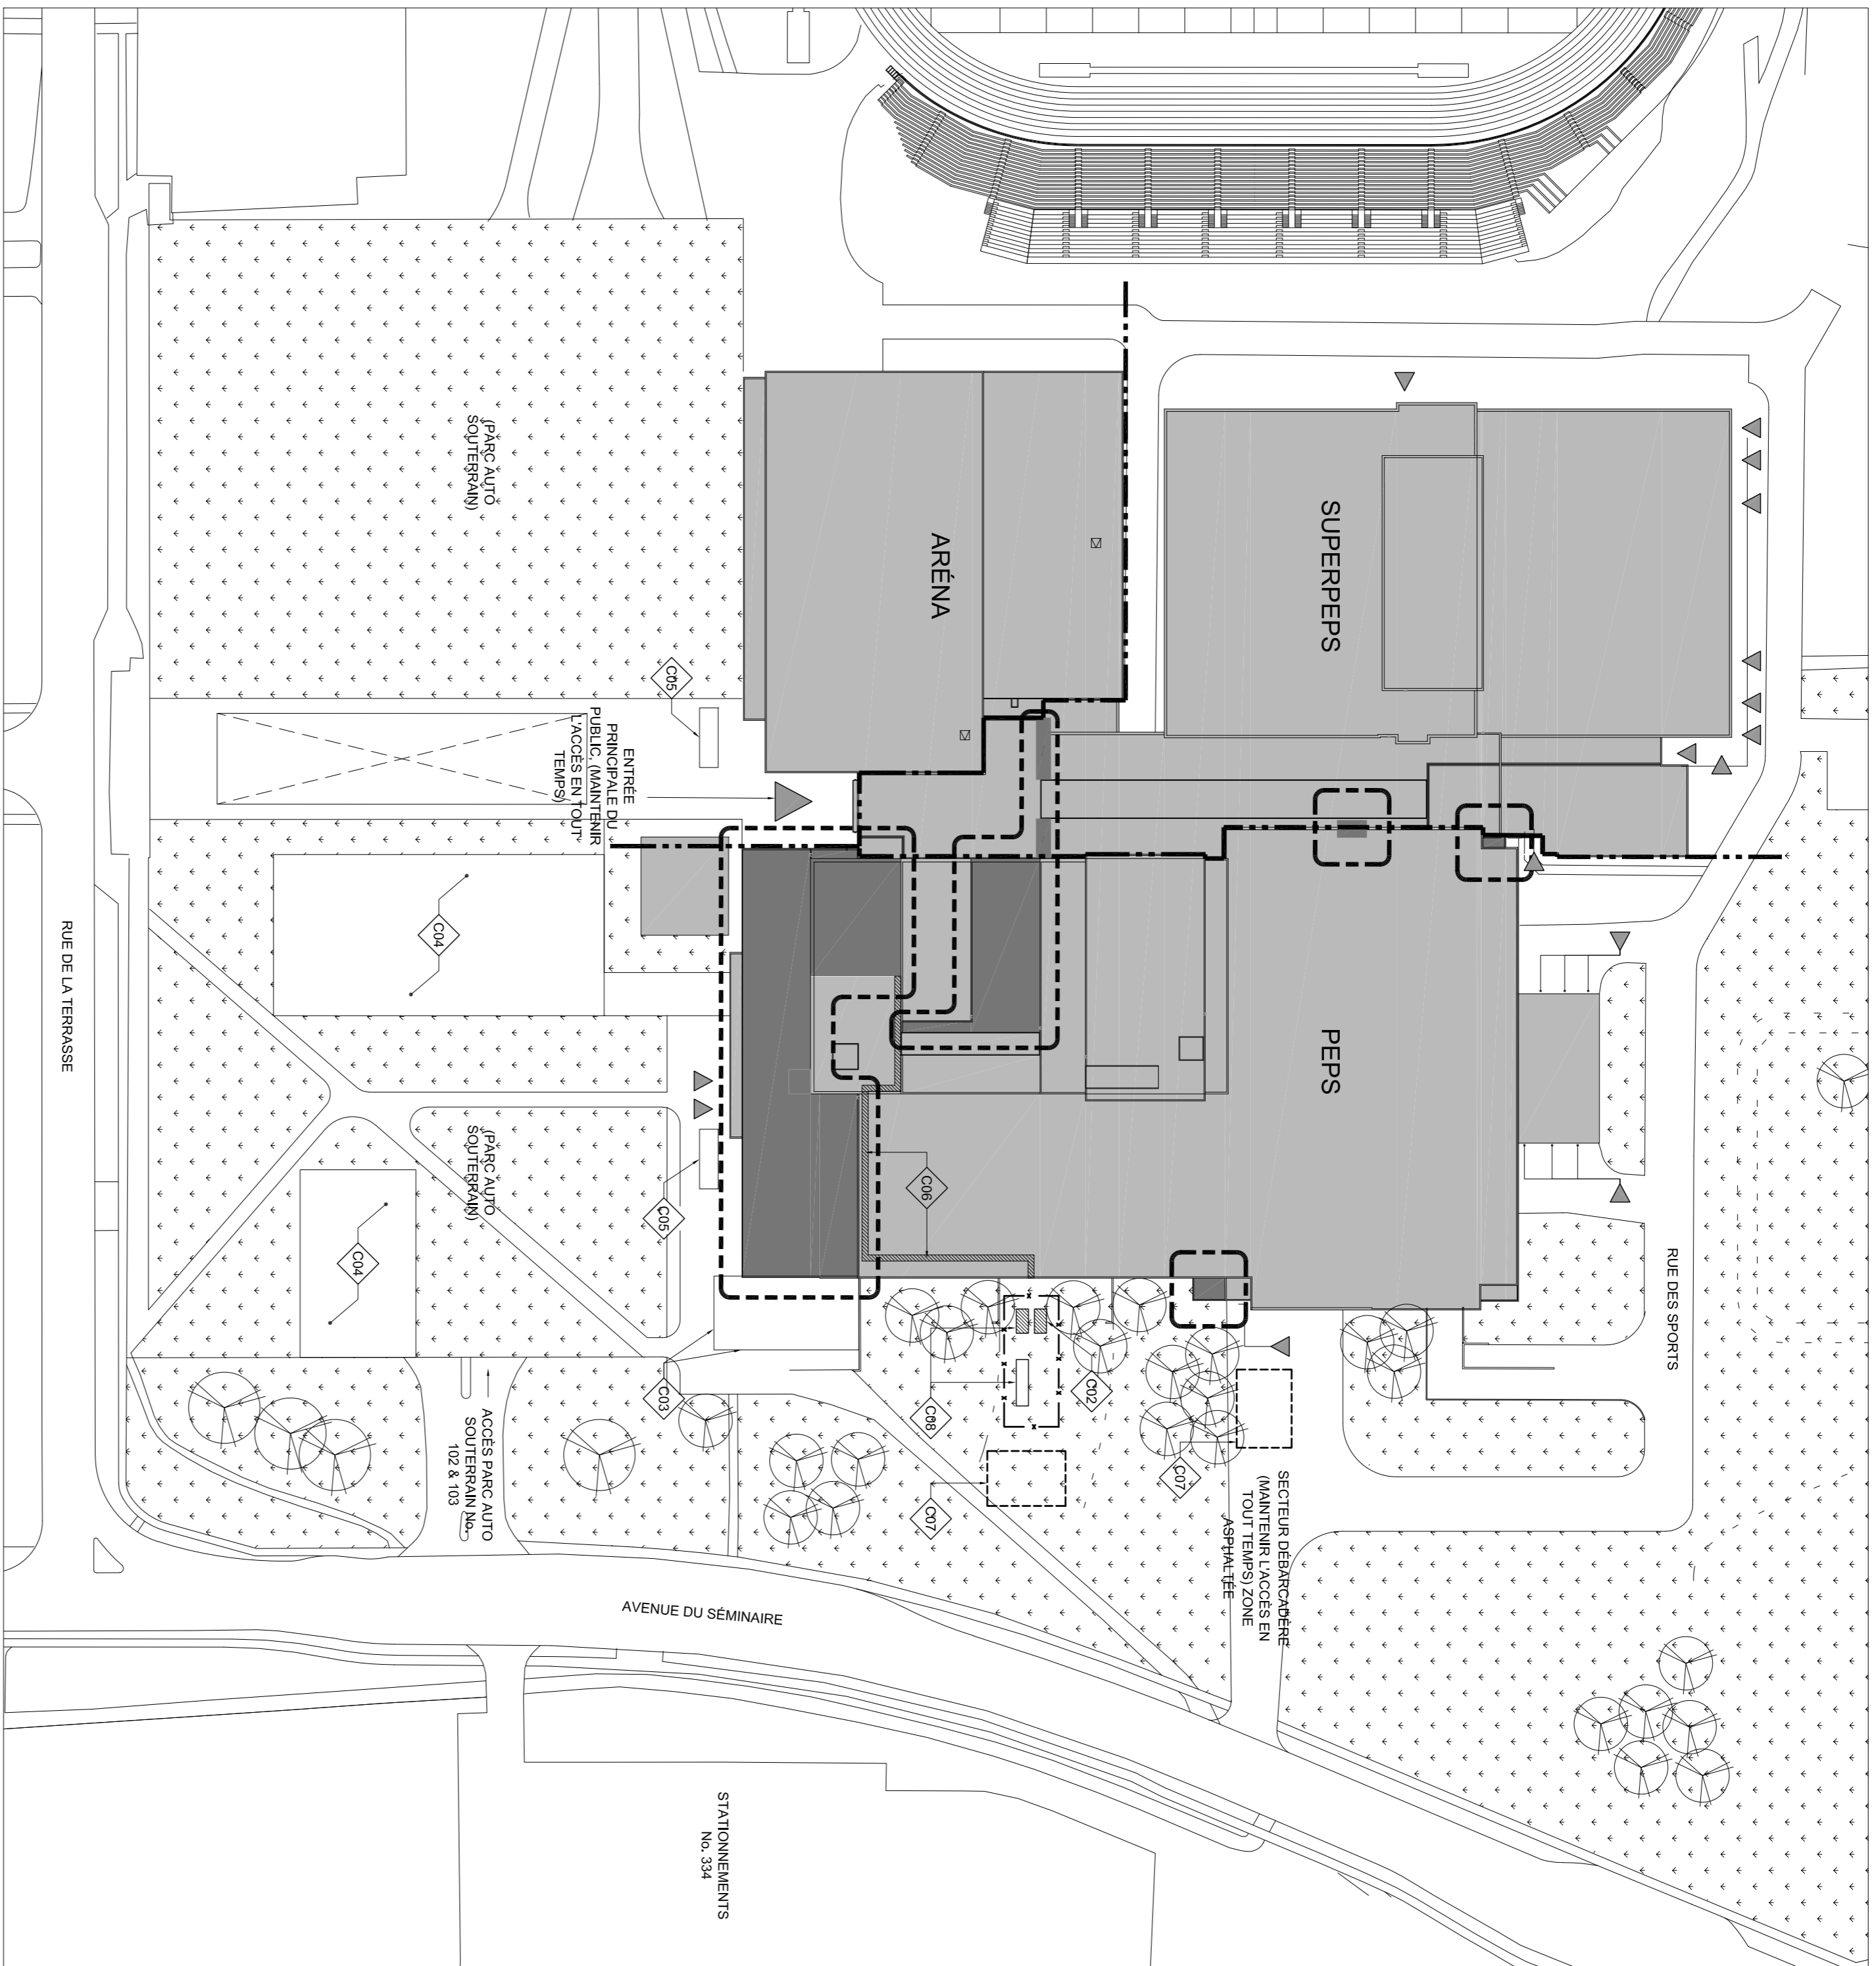 RUE DES SPORTS
SUPERPEPS
PEPS
SECTEUR DÉBARCADÈRE
(MAINTENIR L'ACCÈS EN
TOUT TEMPS) ZONE
ASPHALTÉE
C07
C02
ARÉNA
C06
C08
C07
STATIONNEMENTS
No. 334
C05
C05
C03
ENTRÉE
PRINCIPALE DU
PUBLIC, (MAINTENIR
L'ACCÈS EN TOUT
TEMPS)
AVENUE DU SÉMINAIRE
(PARC AUTO
SOUTERRAIN)
(PARC AUTO
SOUTERRAIN)
ACCÈS PARC AUTO
SOUTERRAIN No.
102 & 103
C04
C04
RUE DE LA TERRASSE